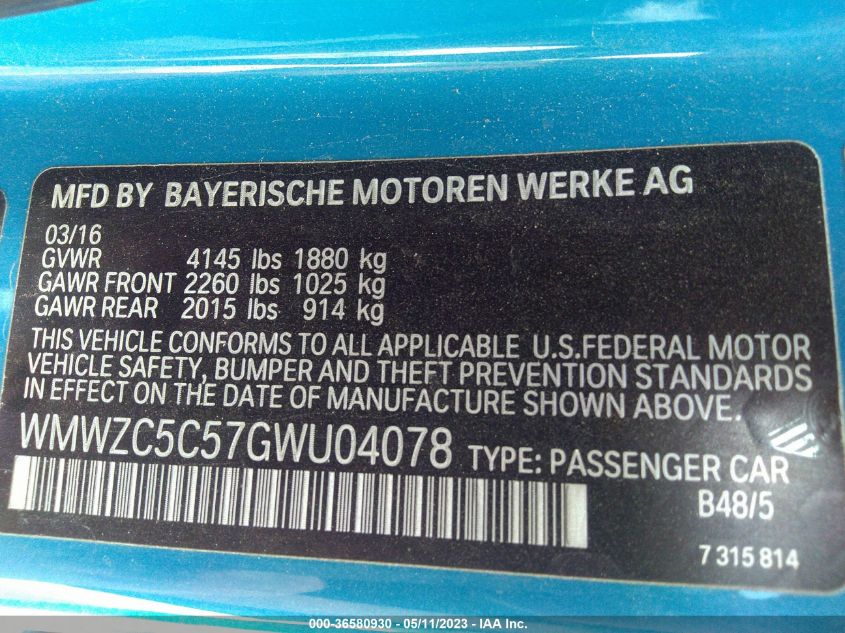 MFD BY BAYERISCHE MOTOREN WERKE AG
03/16
GVWR 4145 lbs 1880 kg
GAWR FRONT 2260 lbs 1025 kg
GAWR REAR 2015 lbs 914 kg
THIS VEHICLE CONFORMS TO ALL APPLICABLE U.S.FEDERAL MOTOR
VEHICLE SAFETY, BUMPER AND THEFT PREVENTION STANDARDS
IN EFFECT ON THE DATE OF MANUFACTURE SHOWN ABOVE.
WMWZC5C57GWU04078 TYPE: PASSENGER CAR
B48/5
7 315 814
000-36580930 - 05/11/2023 - IAA Inc.